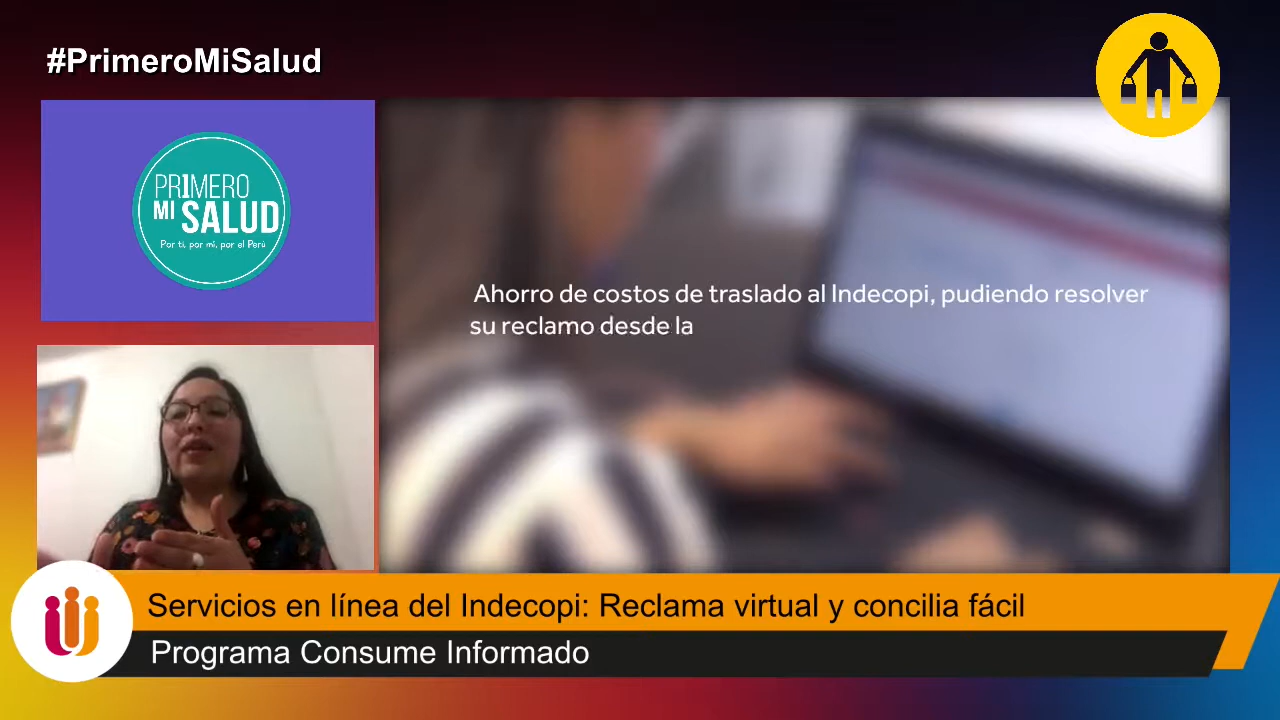 #PrimeroMiSalud
PR1MERO
MI SALUD
Por ti, por mi, por el Perú
Ahorro de costos de traslado al Indecopi, pudiendo resolver
su reclamo desde la
Servicios en línea del Indecopi: Reclama virtual y concilia fácil
Programa Consume Informado